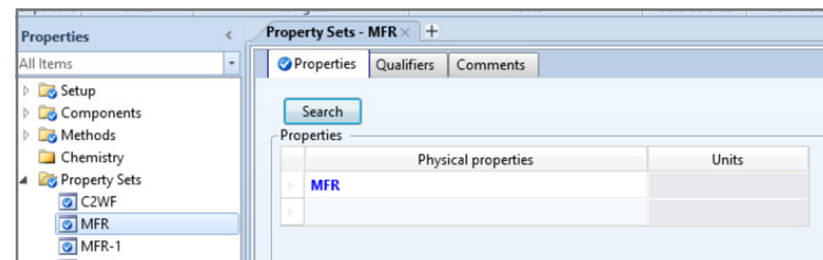 Properties <
Property Sets - MFR × +
All Items
Properties Qualifiers Comments
Setup
Components
Methods
Chemistry
Property Sets
C2WF
MFR
MFR-1
Search
Properties
Physical properties Units
MFR